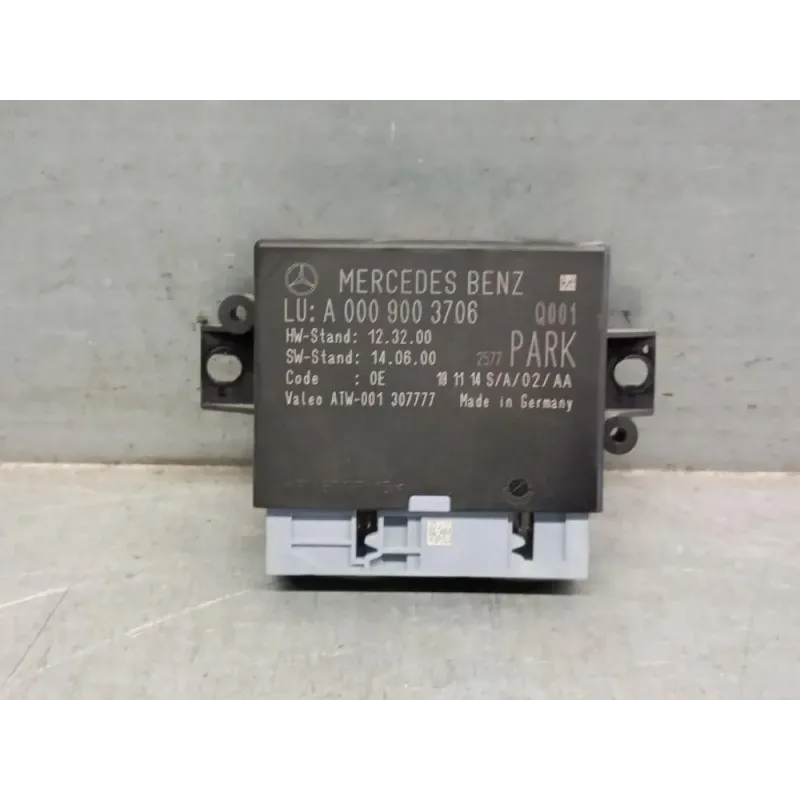 MERCEDES BENZ
LU: A 000 900 3706 Q001
HW-Stand: 12.32.00
SW-Stand: 14.06.00 2577 PARK
Code : 0E 18 11 14 S/A/02/AA
Valeo ATW-001 307777 Made in Germany